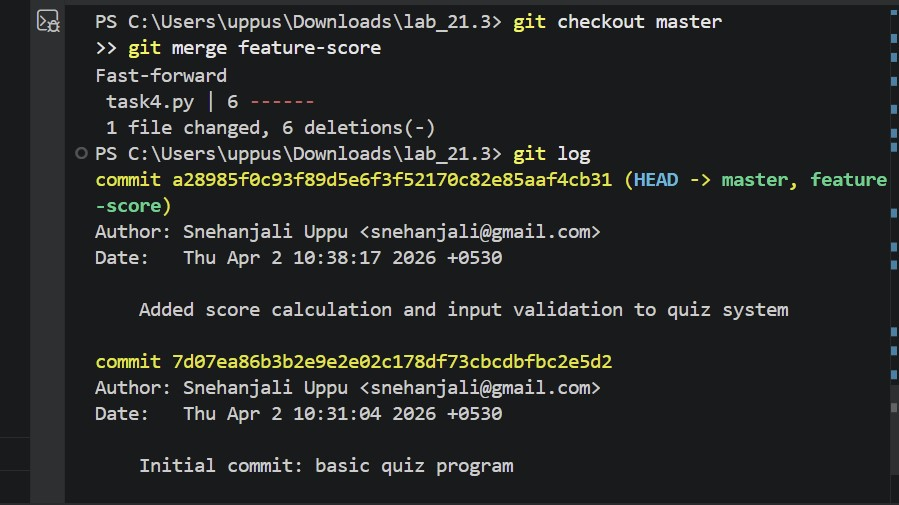 PS C:\Users\uppus\Downloads\lab_21.3> git checkout master
>> git merge feature-score
Fast-forward
 task4.py | 6 ------
 1 file changed, 6 deletions(-)
PS C:\Users\uppus\Downloads\lab_21.3> git log
commit a28985f0c93f89d5e6f3f52170c82e85aaf4cb31 (HEAD -> master, feature
-score)
Author: Snehanjali Uppu <snehanjali@gmail.com>
Date:   Thu Apr 2 10:38:17 2026 +0530
    Added score calculation and input validation to quiz system
commit 7d07ea86b3b2e9e2e02c178df73cbcdbfbc2e5d2
Author: Snehanjali Uppu <snehanjali@gmail.com>
Date:   Thu Apr 2 10:31:04 2026 +0530
    Initial commit: basic quiz program